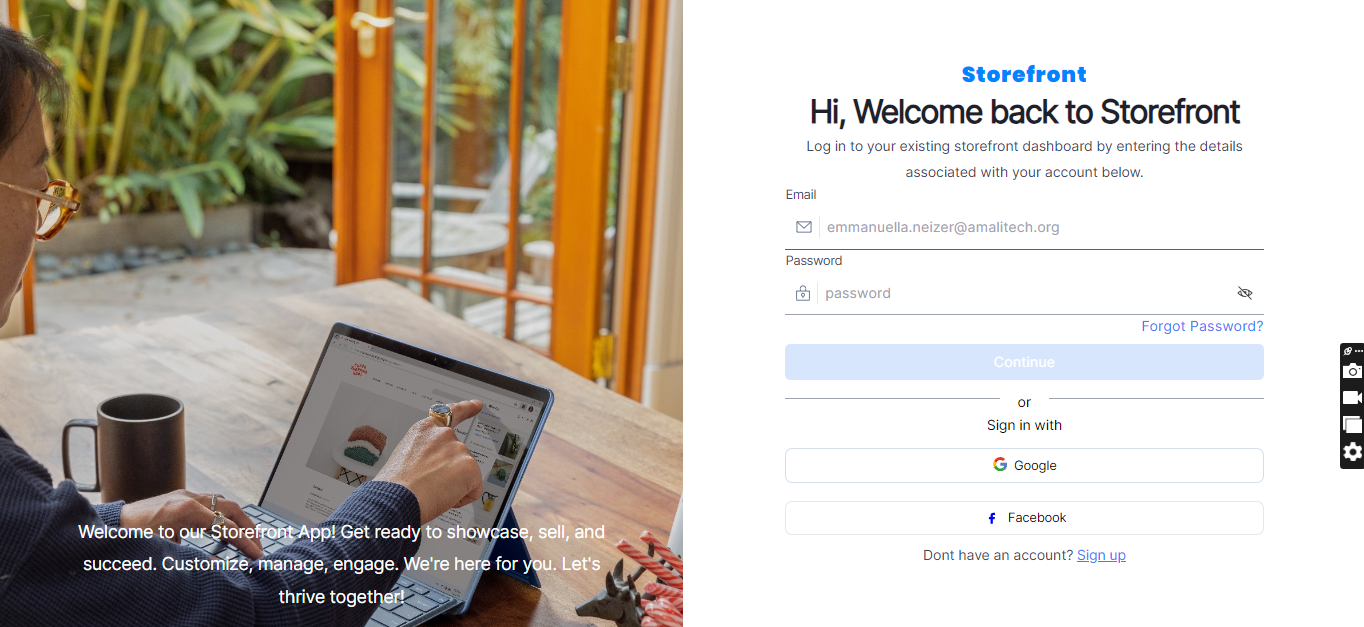 Storefront
Hi, Welcome back to Storefront
Log in to your existing storefront dashboard by entering the details
associated with your account below.
Email
emmanuella.neizer@amalitech.org
Password
password
Forgot Password?
Continue
or
Sign in with
Google
Facebook
Dont have an account? Sign up
Welcome to our Storefront App! Get ready to showcase, sell, and
succeed. Customize, manage, engage. We're here for you. Let's
thrive together!